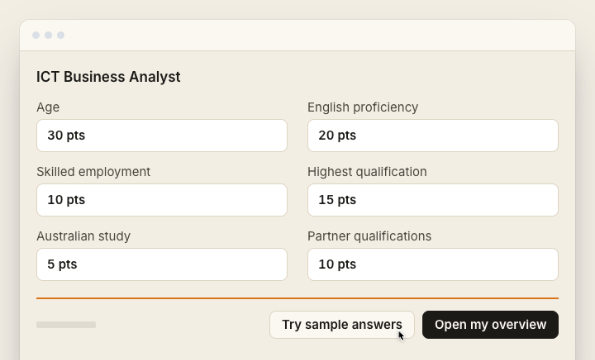 ICT Business Analyst
Age
English proficiency
30 pts
20 pts
Skilled employment
Highest qualification
10 pts
15 pts
Australian study
Partner qualifications
5 pts
10 pts
Try sample answers
Open my overview